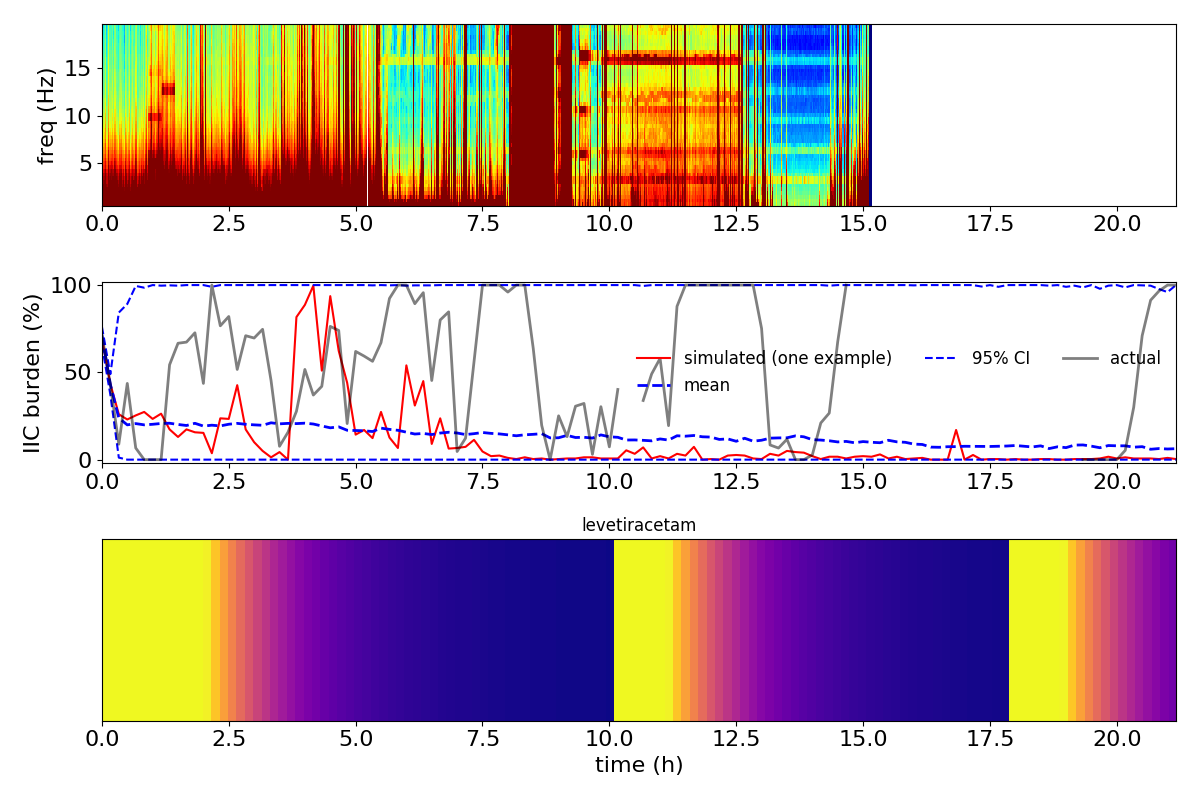 freq (Hz)
15
10
5
0.0 2.5 5.0 7.5 10.0 12.5 15.0 17.5 20.0
IIC burden (%)
100
50
0
simulated (one example) 95% CI actual
mean
0.0 2.5 5.0 7.5 10.0 12.5 15.0 17.5 20.0
levetiracetam
0.0 2.5 5.0 7.5 10.0 12.5 15.0 17.5 20.0
time (h)